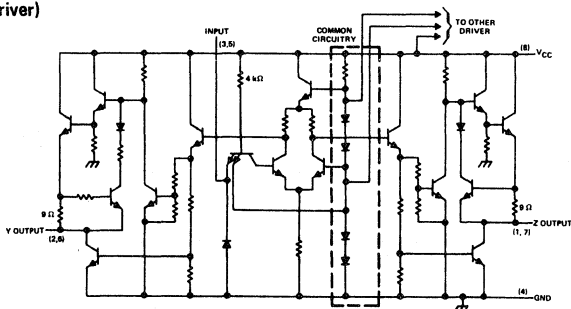 river)
INPUT
(3,5)
COMMON
CIRCUITRY
TO OTHER
DRIVER
(8)
VCC
4 kΩ
9 Ω
Y OUTPUT
(2,6)
9 Ω
Z OUTPUT
(1, 7)
(4)
GND